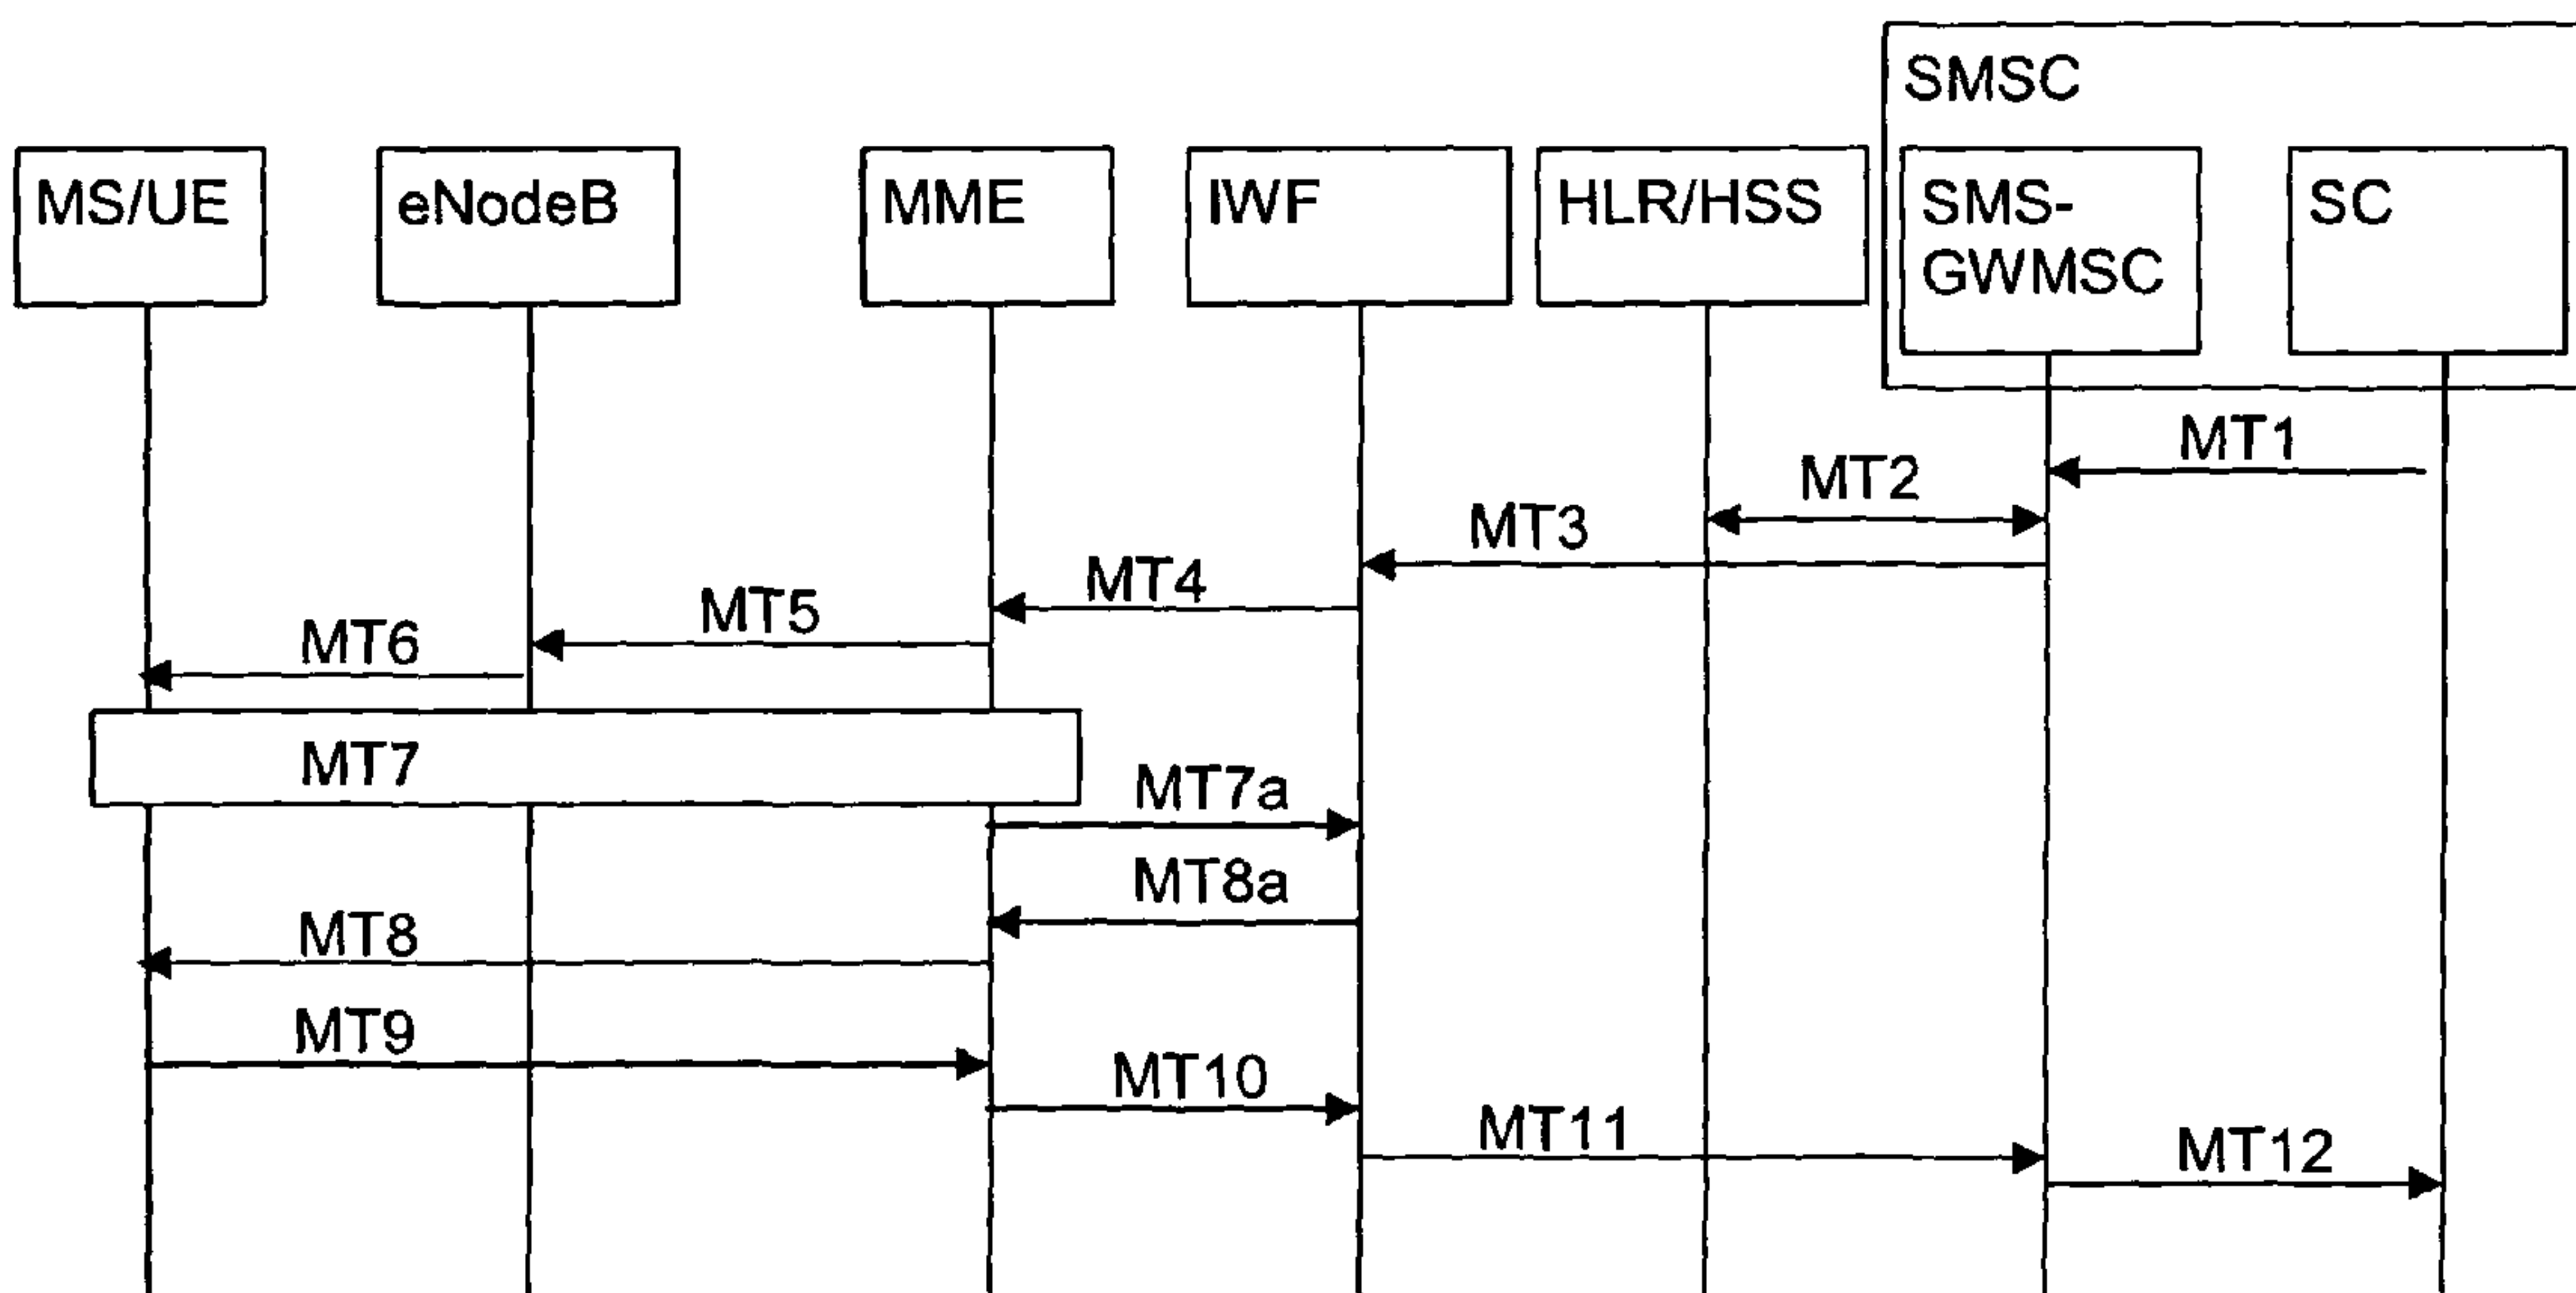 SMSC
MS/UE
eNodeB
MME
IWF
HLR/HSS
SMS-
GWMSC
SC
MT1
MT2
MT3
MT4
MT5
MT6
MT7
MT7a
MT8a
MT8
MT9
MT10
MT11
MT12